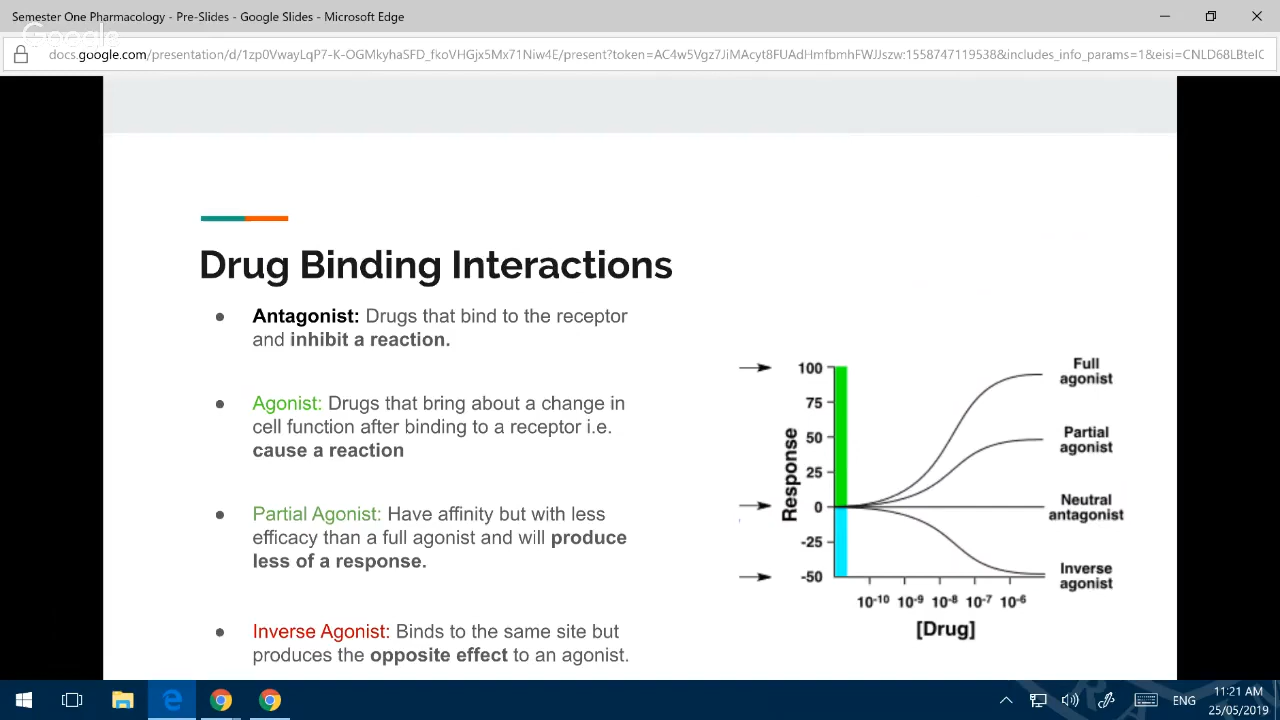 Semester One Pharmacology - Pre-Slides - Google Slides - Microsoft Edge
Google
docs.google.com/presentation/d/1zp0VwayLqP7-K-OGMkyhaSFD_fkoVHGjx5Mx71Niw4E/present?token=AC4w5Vgz7JiMAcyt8FUAdHmfbmhFWJJszw:1558747119538&includes_info_params=1&eisi=CNLD68LBteIC
Drug Binding Interactions
● Antagonist: Drugs that bind to the receptor
and inhibit a reaction.
● Agonist: Drugs that bring about a change in
cell function after binding to a receptor i.e.
cause a reaction
● Partial Agonist: Have affinity but with less
efficacy than a full agonist and will produce
less of a response.
● Inverse Agonist: Binds to the same site but
produces the opposite effect to an agonist.
Response
100
75
50
25
0
-25
-50
Full
agonist
Partial
agonist
Neutral
antagonist
Inverse
agonist
10-10 10-9 10-8 10-7 10-6
[Drug]
ENG
11:21 AM
25/05/2019